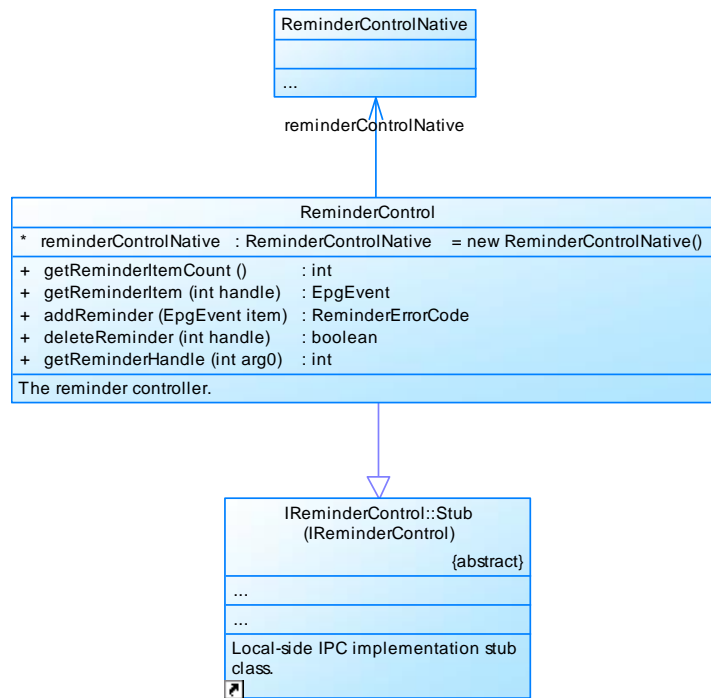 ReminderControlNative
...
reminderControlNative
ReminderControl
* reminderControlNative : ReminderControlNative = new ReminderControlNative()
+ getReminderItemCount () : int
+ getReminderItem (int handle) : EpgEvent
+ addReminder (EpgEvent item) : ReminderErrorCode
+ deleteReminder (int handle) : boolean
+ getReminderHandle (int arg0) : int
The reminder controller.
IReminderControl::Stub
(IReminderControl)
{abstract}
...
...
Local-side IPC implementation stub
class.